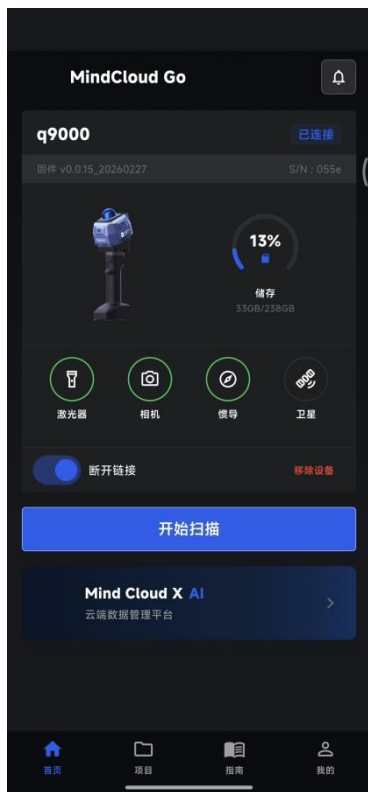 MindCloud Go
q9000
已连接
固件 v0.0.15_20260227
S/N : 055e
13%
储存
33GB/238GB
激光器
相机
惯导
卫星
断开链接
移除设备
开始扫描
Mind Cloud X AI
云端数据管理平台
首页
项目
指南
我的